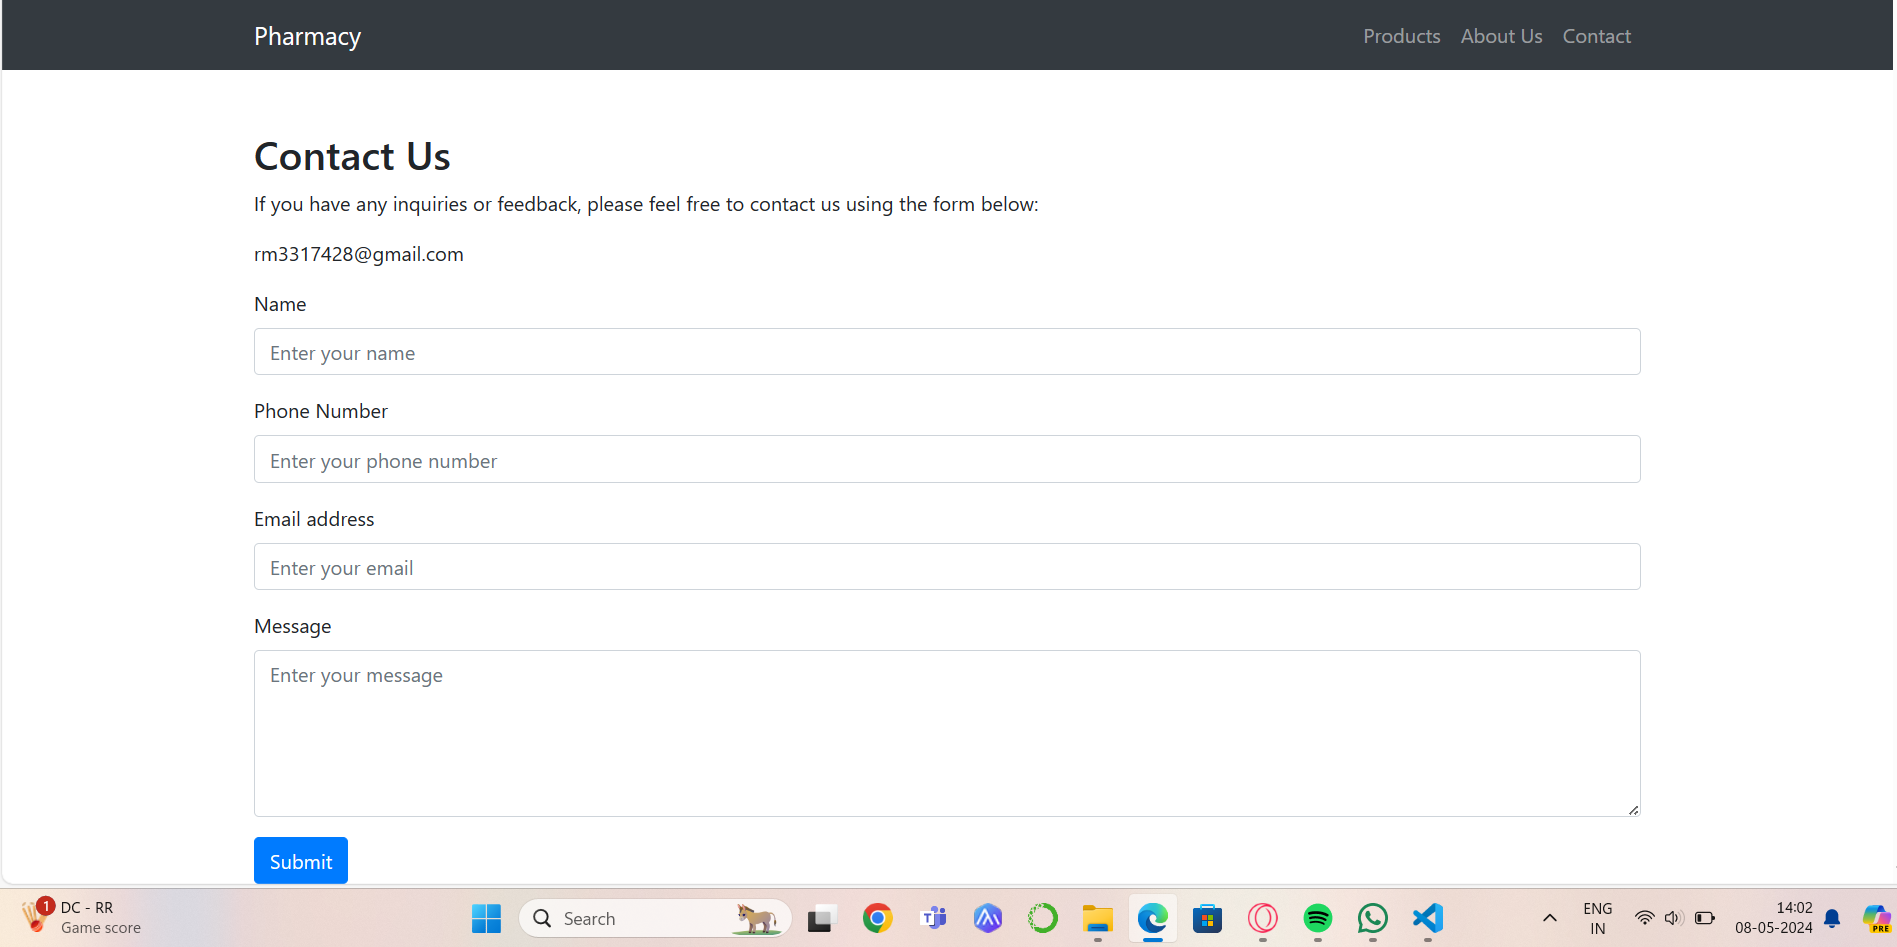 Pharmacy
Products About Us Contact
Contact Us
If you have any inquiries or feedback, please feel free to contact us using the form below:
rm3317428@gmail.com
Name
Enter your name
Phone Number
Enter your phone number
Email address
Enter your email
Message
Enter your message
Submit
1
DC - RR
Game score
Search
ENG
IN
14:02
08-05-2024
PRE